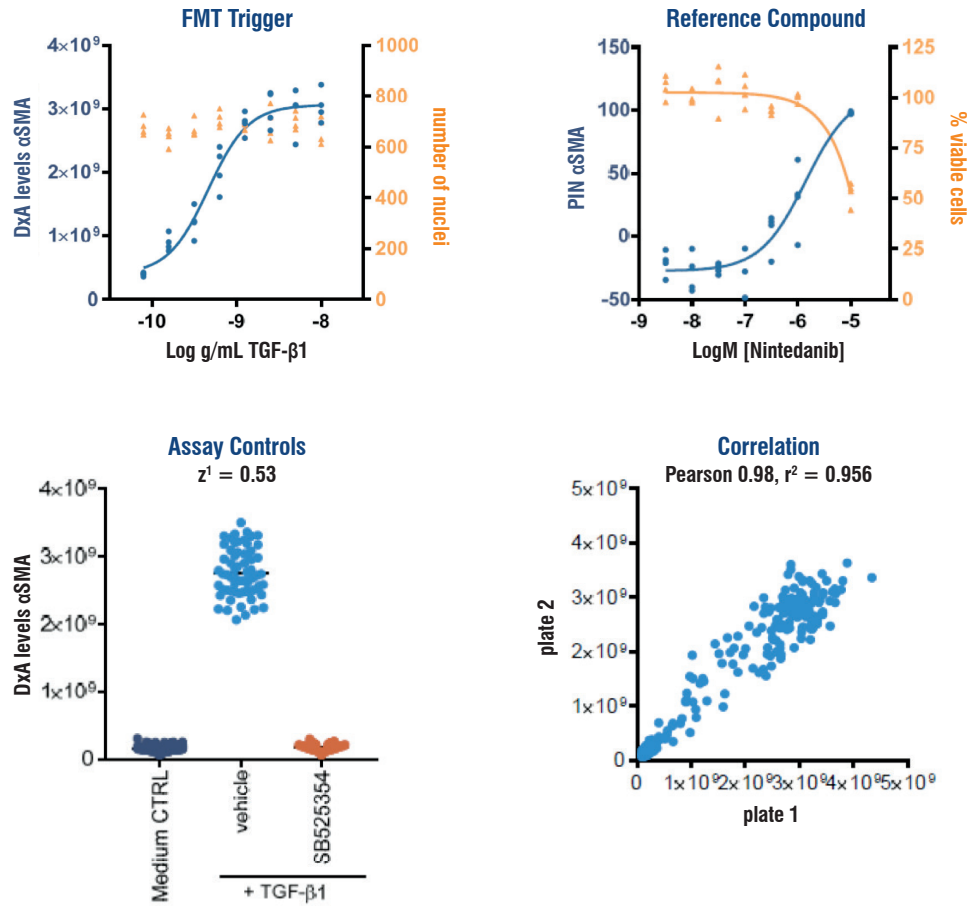 FMT Trigger
4×10⁹
3×10⁹
2×10⁹
1×10⁹
0
DxA levels αSMA
1000
800
600
400
200
0
number of nuclei
-10 -9 -8
Log g/mL TGF-β1
Reference Compound
150
100
50
0
-50
PIN αSMA
125
100
75
50
25
0
% viable cells
-9 -8 -7 -6 -5
LogM [Nintedanib]
Assay Controls
z¹ = 0.53
4×10⁹
3×10⁹
2×10⁹
1×10⁹
0
DxA levels αSMA
Medium CTRL
vehicle
SB525354
+ TGF-β1
Correlation
Pearson 0.98, r² = 0.956
5×10⁹
4×10⁹
3×10⁹
2×10⁹
1×10⁹
0
plate 2
0 1×10⁹ 2×10⁹ 3×10⁹ 4×10⁹ 5×10⁹
plate 1